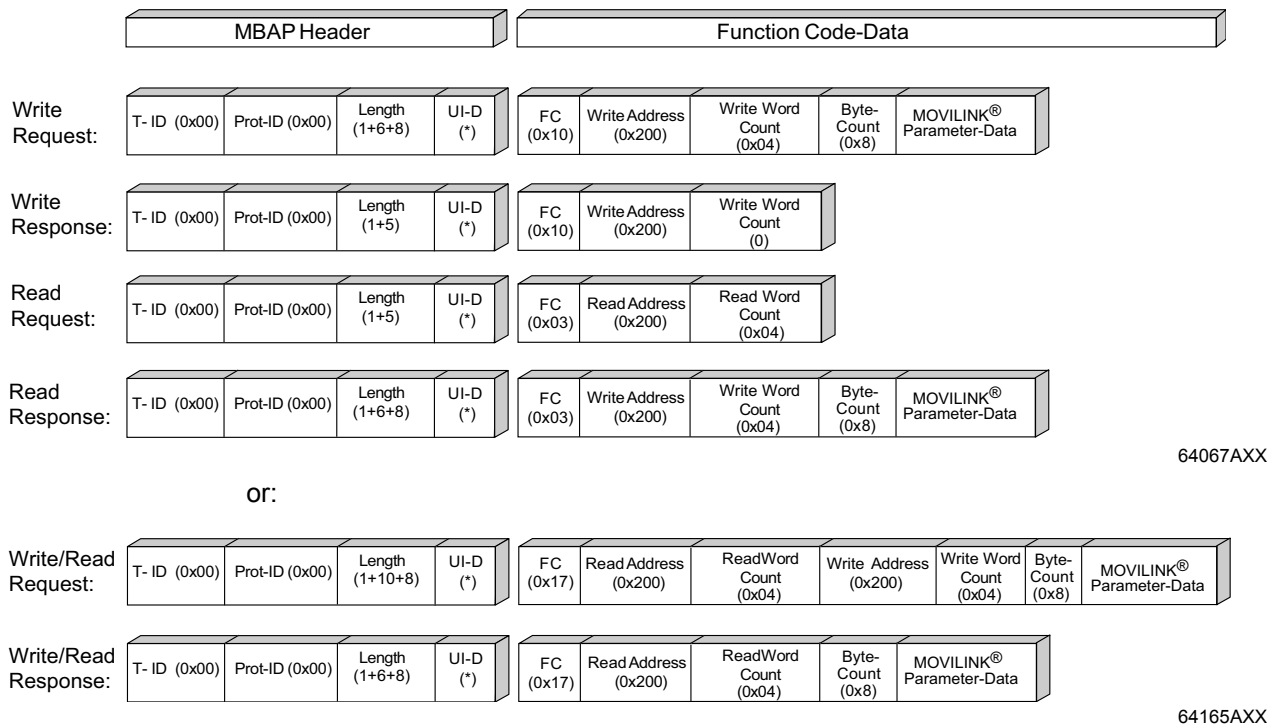 MBAP Header Function Code-Data
Write
Request:
T- ID (0x00) Prot-ID (0x00) Length
(1+6+8) UI-D
(*) FC
(0x10) Write Address
(0x200) Write Word
Count
(0x04) Byte-
Count
(0x8) MOVILINK®
Parameter-Data
Write
Response:
T- ID (0x00) Prot-ID (0x00) Length
(1+5) UI-D
(*) FC
(0x10) Write Address
(0x200) Write Word
Count
(0)
Read
Request:
T- ID (0x00) Prot-ID (0x00) Length
(1+5) UI-D
(*) FC
(0x03) Read Address
(0x200) Read Word
Count
(0x04)
Read
Response:
T- ID (0x00) Prot-ID (0x00) Length
(1+6+8) UI-D
(*) FC
(0x03) Write Address
(0x200) Write Word
Count
(0x04) Byte-
Count
(0x8) MOVILINK®
Parameter-Data
64067AXX
or:
Write/Read
Request:
T- ID (0x00) Prot-ID (0x00) Length
(1+10+8) UI-D
(*) FC
(0x17) Read Address
(0x200) ReadWord
Count
(0x04) Write Address
(0x200) Write Word
Count
(0x04) Byte-
Count
(0x8) MOVILINK®
Parameter-Data
Write/Read
Response:
T- ID (0x00) Prot-ID (0x00) Length
(1+6+8) UI-D
(*) FC
(0x17) Read Address
(0x200) ReadWord
Count
(0x04) Byte-
Count
(0x8) MOVILINK®
Parameter-Data
64165AXX